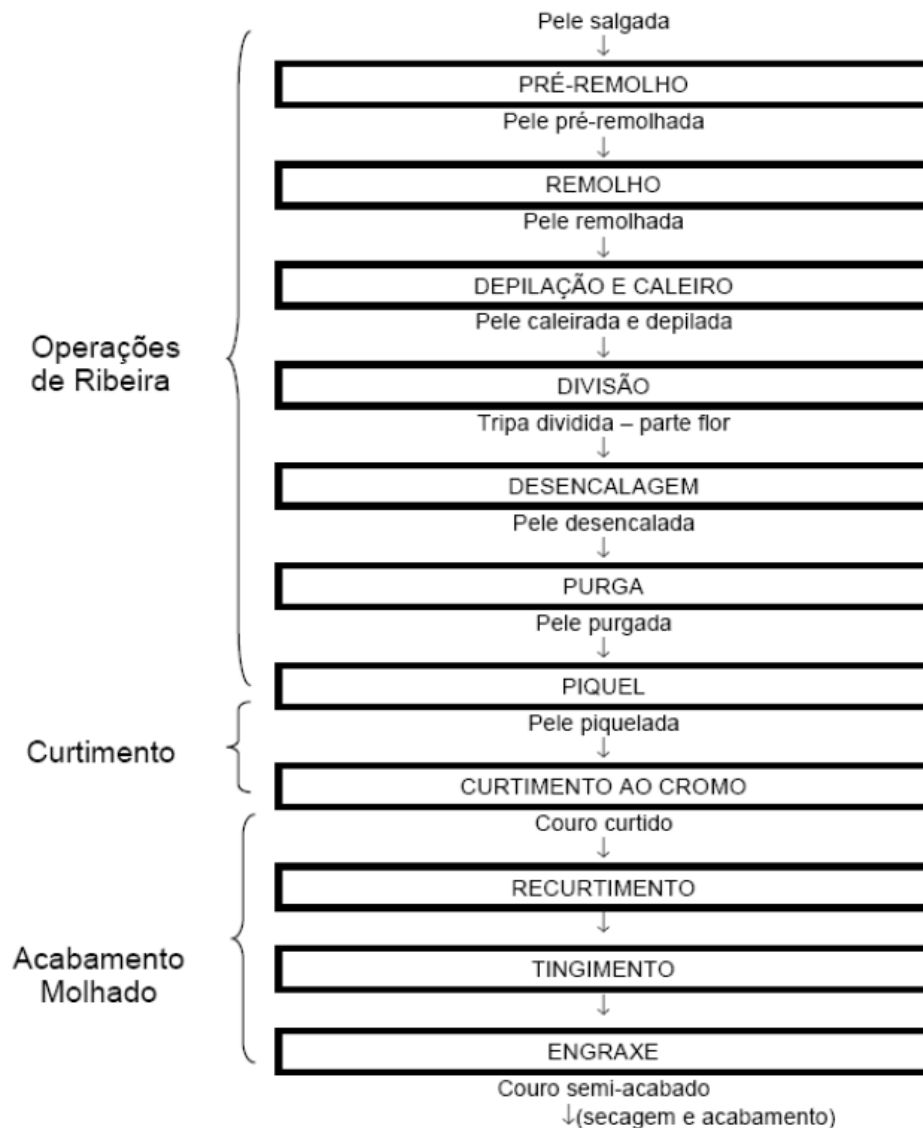 Pele salgada
↓
PRÉ-REMOLHO
Pele pré-remolhada
↓
REMOLHO
Pele remolhada
↓
DEPILAÇÃO E CALEIRO
Pele caleirada e depilada
↓
Operações
de Ribeira
DIVISÃO
Tripa dividida – parte flor
↓
DESENCALAGEM
Pele desencalada
↓
PURGA
Pele purgada
↓
PIQUEL
Pele piquelada
↓
Curtimento
CURTIMENTO AO CROMO
Couro curtido
↓
RECURTIMENTO
↓
Acabamento
Molhado
TINGIMENTO
↓
ENGRAXE
Couro semi-acabado
↓(secagem e acabamento)